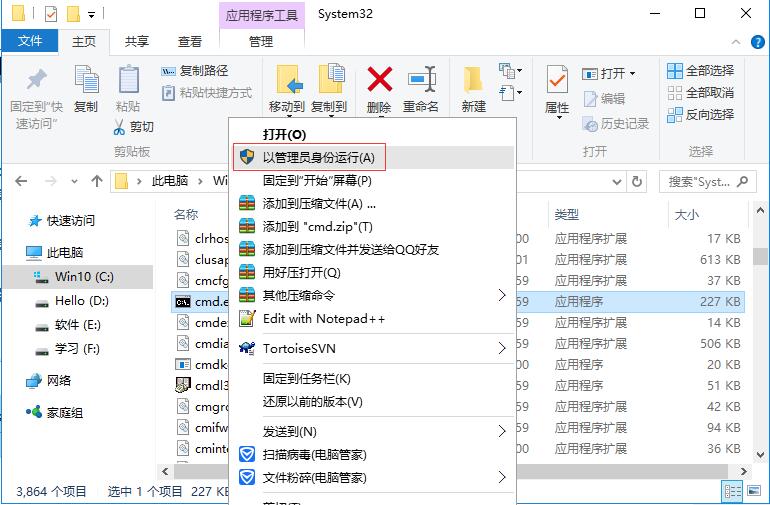 应用程序工具 System32
文件 主页 共享 查看 管理
固定到"快速访问"
复制
粘贴
复制路径
粘贴快捷方式
剪切
剪贴板
移动到
复制到
删除
重命名
新建
属性
打开
编辑
历史记录
打开
全部选择
全部取消
反向选择
选择
此电脑
搜索"Syst...
快速访问
此电脑
Win10 (C:)
Hello (D:)
软件 (E:)
学习 (F:)
网络
家庭组
打开(O)
以管理员身份运行(A)
固定到"开始"屏幕(P)
添加到压缩文件(A) ...
添加到 "cmd.zip"(T)
添加到压缩文件并发送给QQ好友
用好压打开(Q)
其他压缩命令
Edit with Notepad++
TortoiseSVN
固定到任务栏(K)
还原以前的版本(V)
发送到(N)
扫描病毒(电脑管家)
文件粉碎(电脑管家)
名称 类型 大小
clrhos 00 应用程序扩展 17 KB
clusap 01 应用程序扩展 613 KB
cmcfg 59 应用程序扩展 37 KB
cmd.e 59 应用程序 227 KB
cmdex 59 应用程序扩展 14 KB
cmdia 59 应用程序扩展 506 KB
cmdk 59 应用程序 20 KB
cmdl3 59 应用程序 51 KB
cmgr 59 应用程序扩展 42 KB
cmifw 59 应用程序扩展 94 KB
cminte 59 应用程序扩展 36 KB
3,864 个项目 选中 1 个项目 227 KB